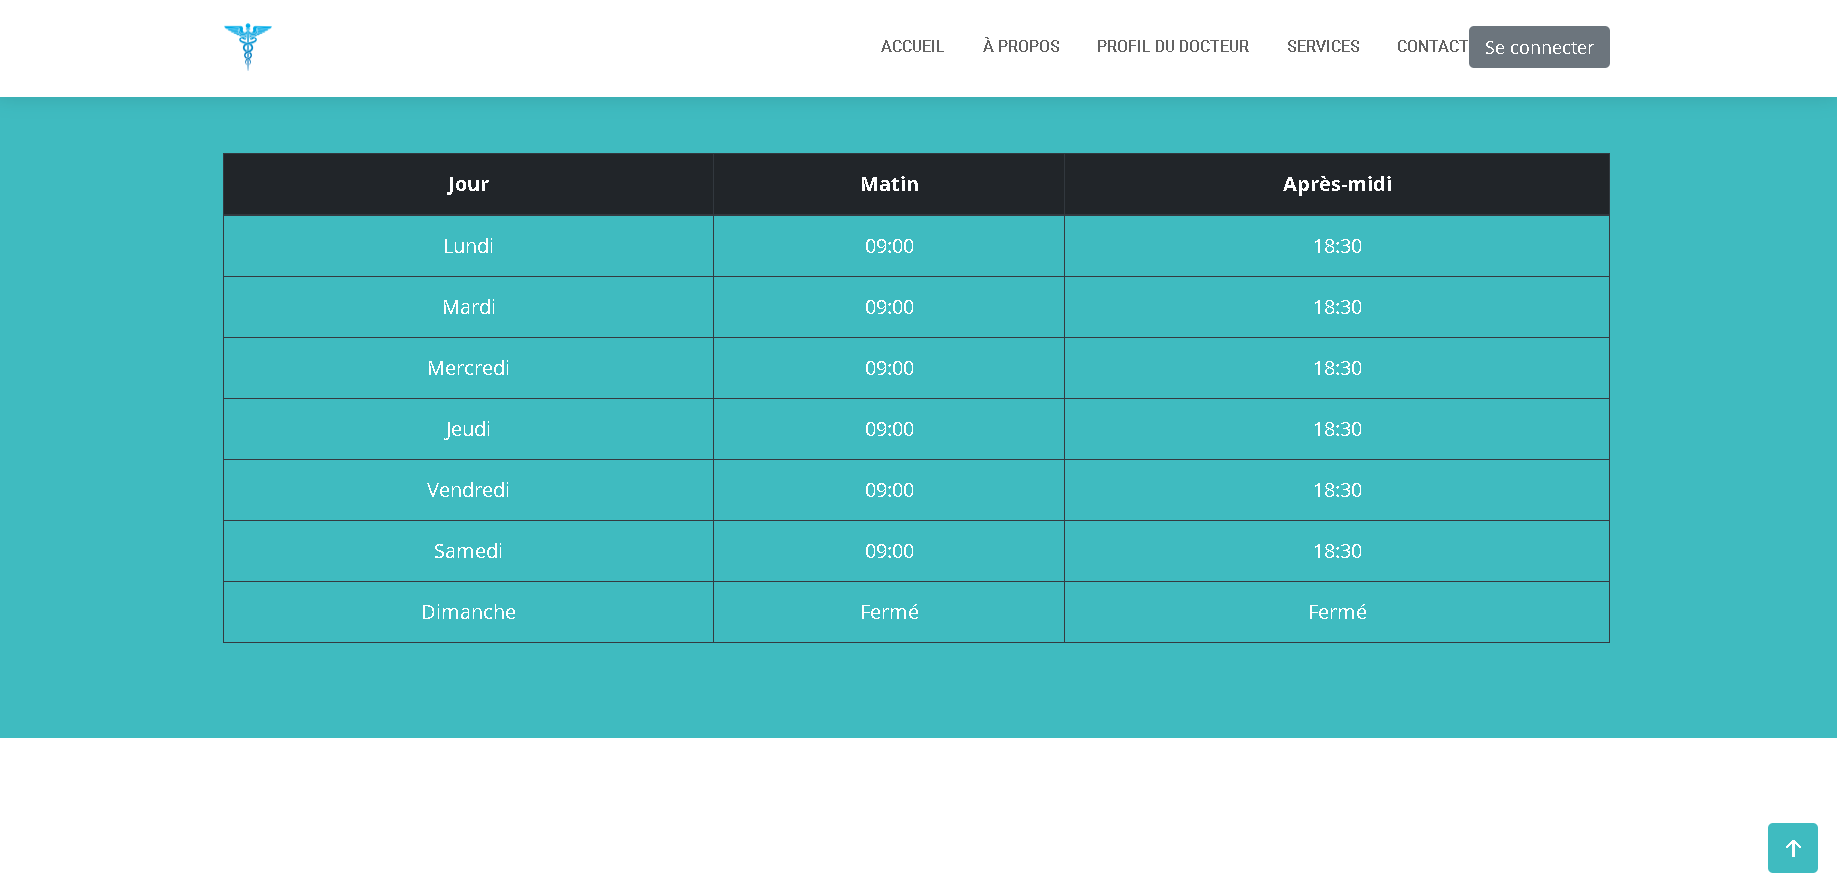 ACCUEIL À PROPOS PROFIL DU DOCTEUR SERVICES CONTACT Se connecter
Jour Matin Après-midi
Lundi 09:00 18:30
Mardi 09:00 18:30
Mercredi 09:00 18:30
Jeudi 09:00 18:30
Vendredi 09:00 18:30
Samedi 09:00 18:30
Dimanche Fermé Fermé